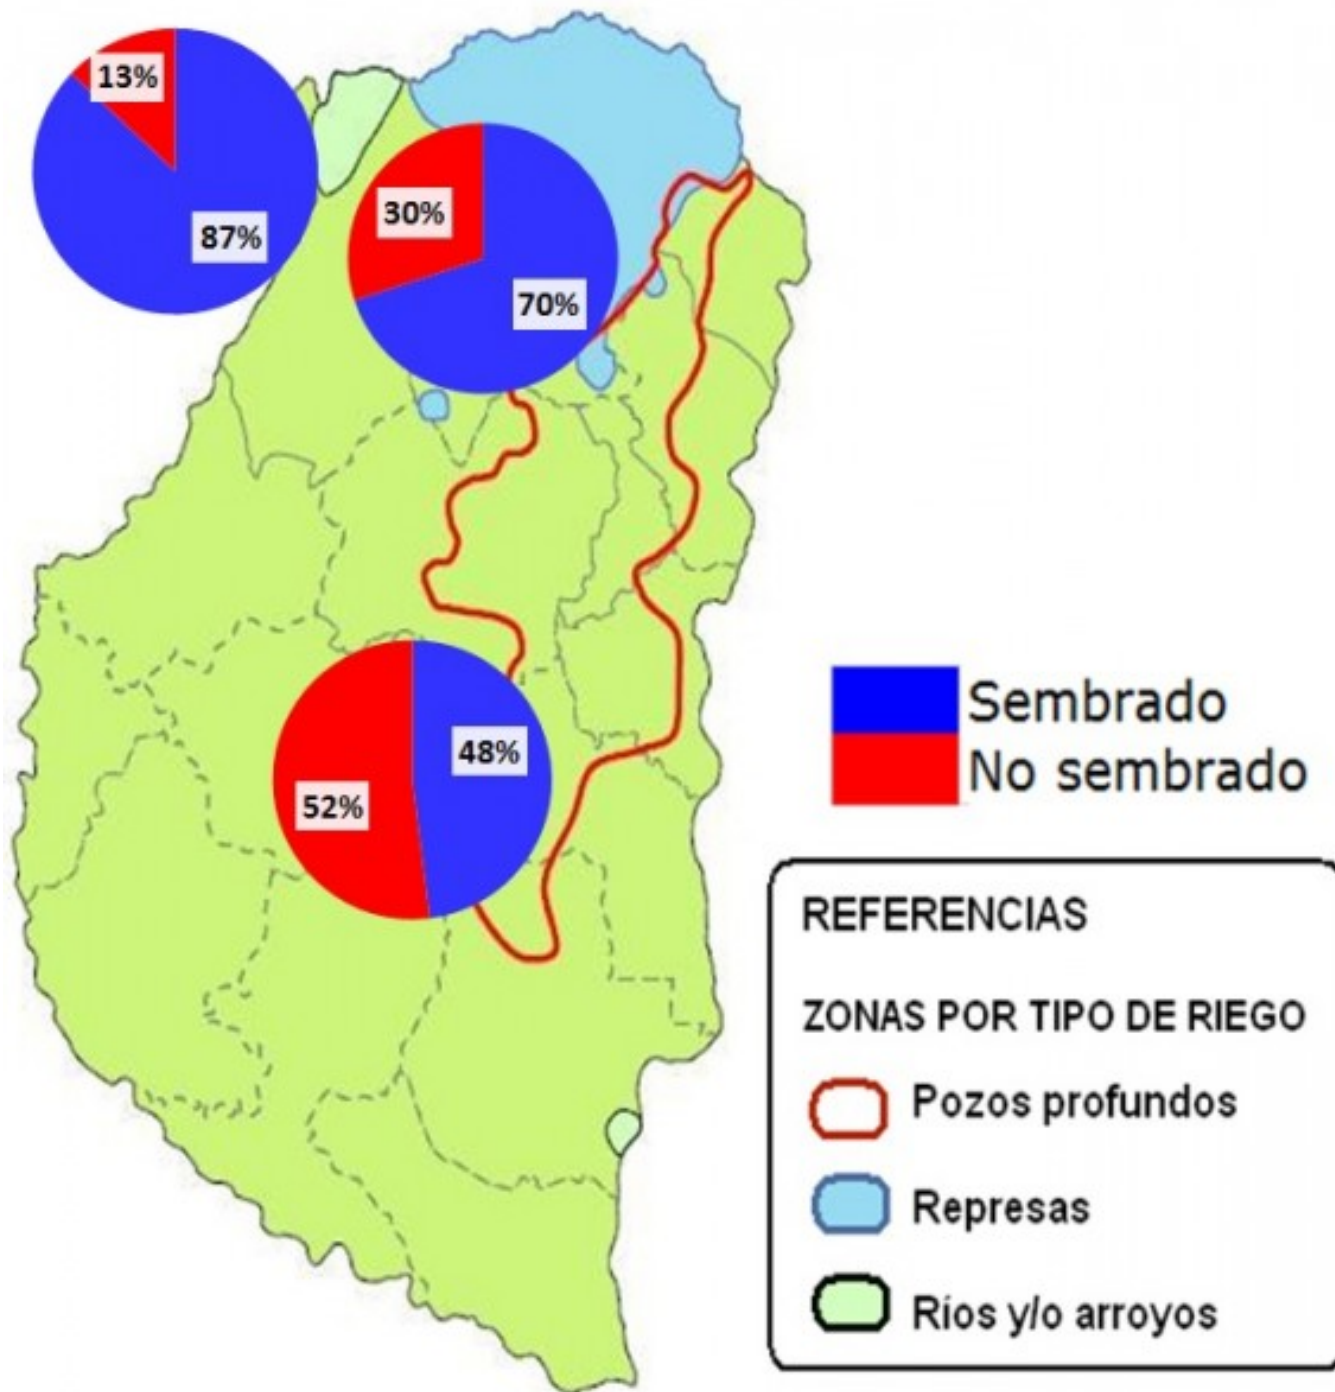 13%
87%
30%
70%
48%
52%
Sembrado
No sembrado
REFERENCIAS
ZONAS POR TIPO DE RIEGO
Pozos profundos
Represas
Ríos y/o arroyos